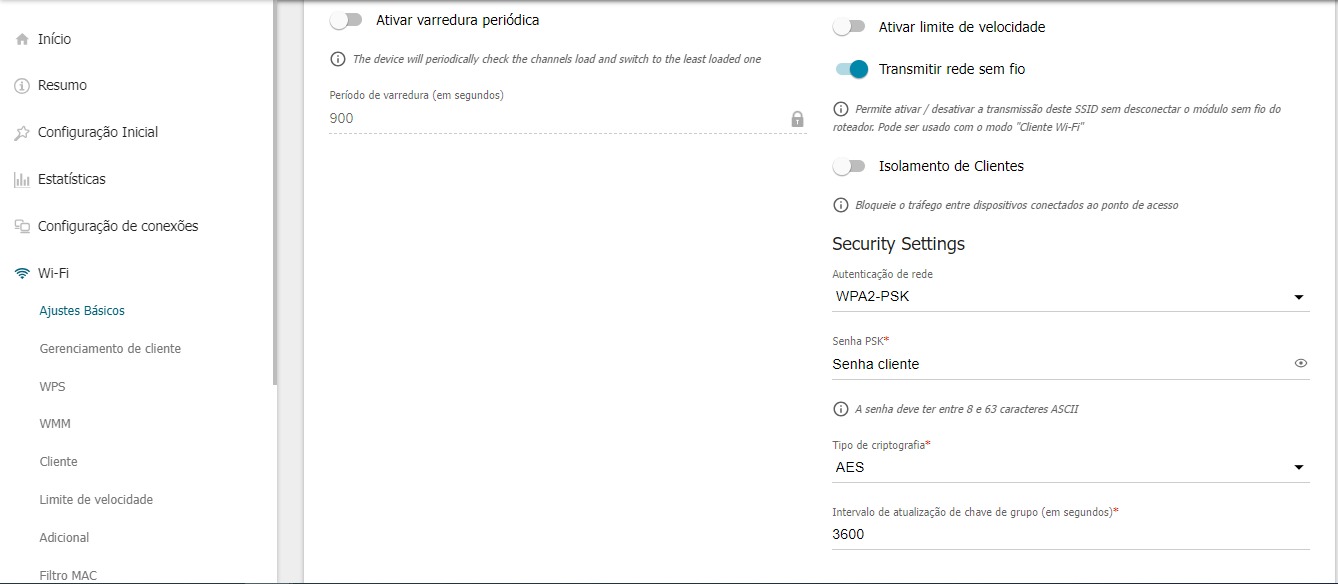 Início
Resumo
Configuração Inicial
Estatísticas
Configuração de conexões
Wi-Fi
Ajustes Básicos
Gerenciamento de cliente
WPS
WMM
Cliente
Limite de velocidade
Adicional
Filtro MAC
Ativar varredura periódica
The device will periodically check the channels load and switch to the least loaded one
Período de varredura (em segundos)
900
Ativar limite de velocidade
Transmitir rede sem fio
Permite ativar / desativar a transmissão deste SSID sem desconectar o módulo sem fio do
roteador. Pode ser usado com o modo "Cliente Wi-Fi"
Isolamento de Clientes
Bloqueie o tráfego entre dispositivos conectados ao ponto de acesso
Security Settings
Autenticação de rede
WPA2-PSK
Senha PSK*
Senha cliente
A senha deve ter entre 8 e 63 caracteres ASCII
Tipo de criptografia*
AES
Intervalo de atualização de chave de grupo (em segundos)*
3600